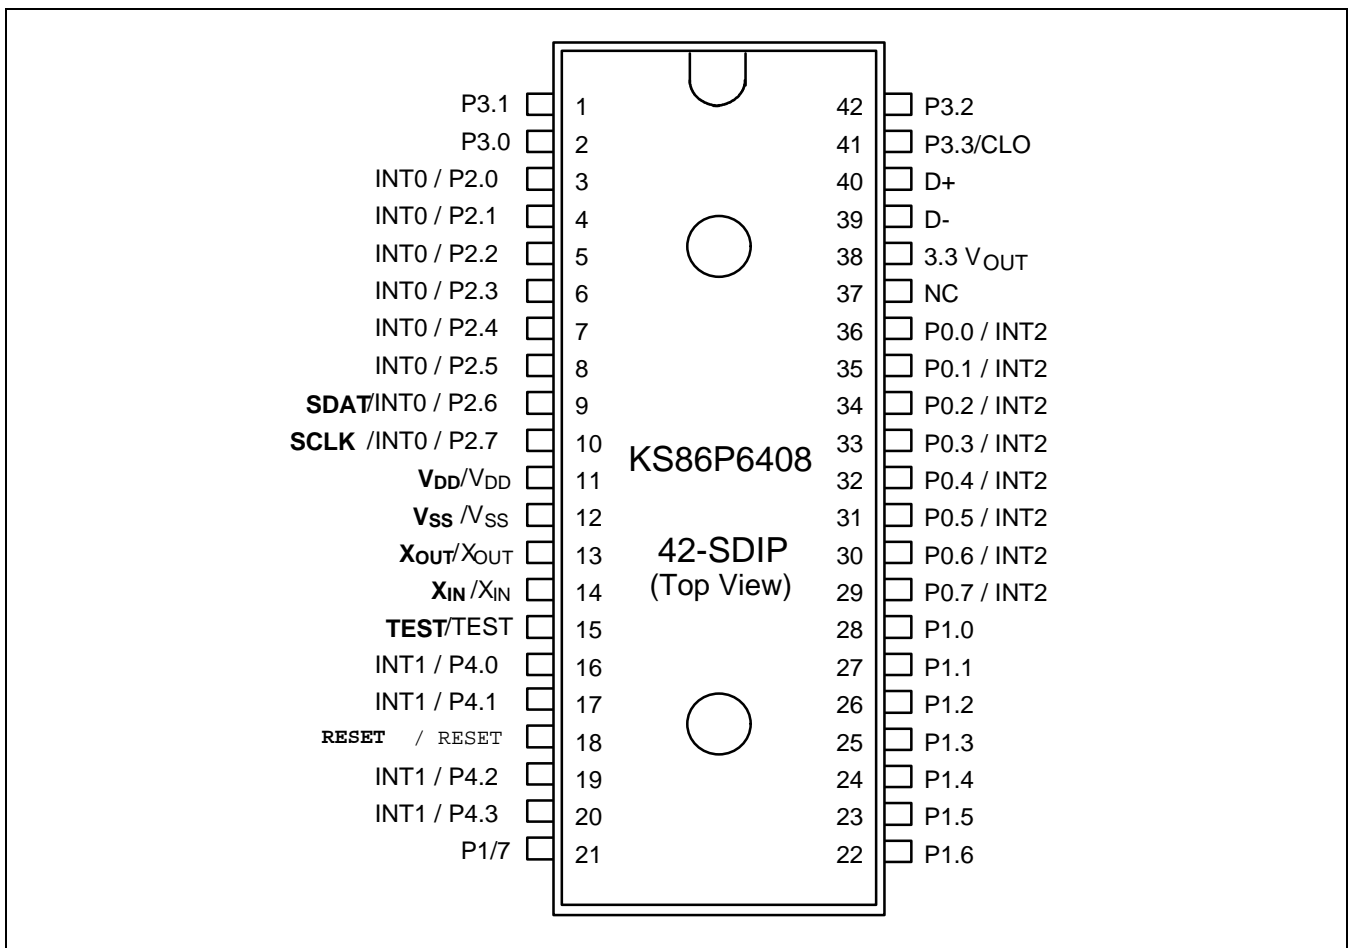 P3.1 1 42 P3.2
P3.0 2 41 P3.3/CLO
INT0 / P2.0 3 40 D+
INT0 / P2.1 4 39 D-
INT0 / P2.2 5 38 3.3 VOUT
INT0 / P2.3 6 37 NC
INT0 / P2.4 7 36 P0.0 / INT2
INT0 / P2.5 8 35 P0.1 / INT2
SDAT/INT0 / P2.6 9 34 P0.2 / INT2
SCLK /INT0 / P2.7 10 33 P0.3 / INT2
KS86P6408
VDD/VDD 11 32 P0.4 / INT2
VSS /VSS 12 31 P0.5 / INT2
XOUT/XOUT 13 42-SDIP 30 P0.6 / INT2
XIN /XIN 14 (Top View) 29 P0.7 / INT2
TEST/TEST 15 28 P1.0
INT1 / P4.0 16 27 P1.1
INT1 / P4.1 17 26 P1.2
RESET / RESET 18 25 P1.3
INT1 / P4.2 19 24 P1.4
INT1 / P4.3 20 23 P1.5
P1/7 21 22 P1.6